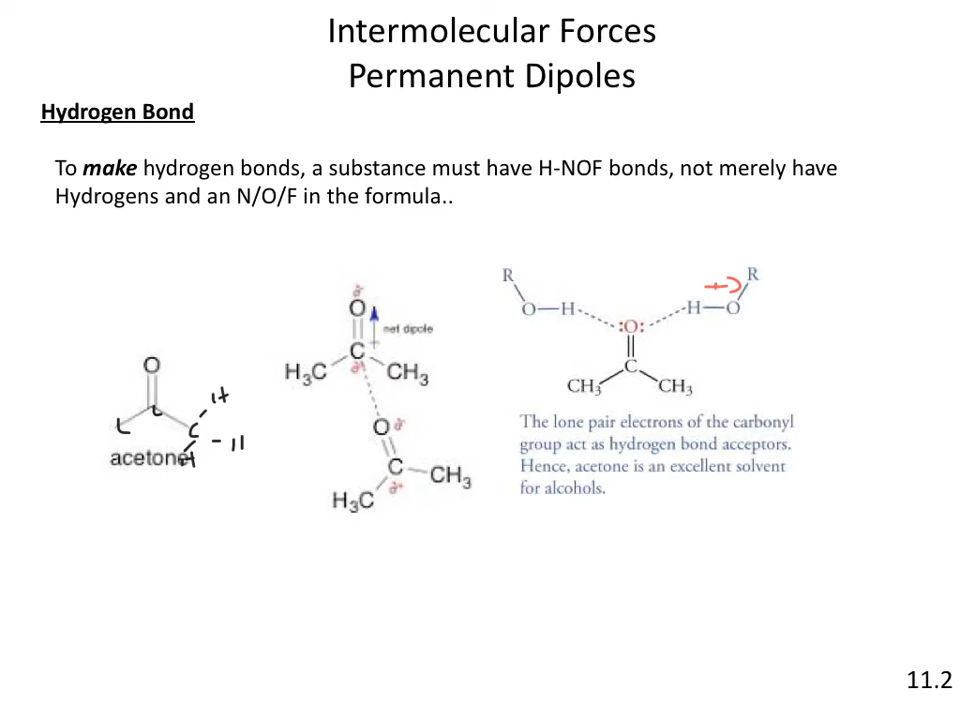 Intermolecular Forces
Permanent Dipoles
Hydrogen Bond
To make hydrogen bonds, a substance must have H-NOF bonds, not merely have
Hydrogens and an N/O/F in the formula..
O
C
C
H
H
H
acetone
O
net dipole
C
H3C
CH3
O
C
CH3
H3C
R
R
O—H
H—O
:O:
C
CH3
CH3
The lone pair electrons of the carbonyl
group act as hydrogen bond acceptors.
Hence, acetone is an excellent solvent
for alcohols.
11.2